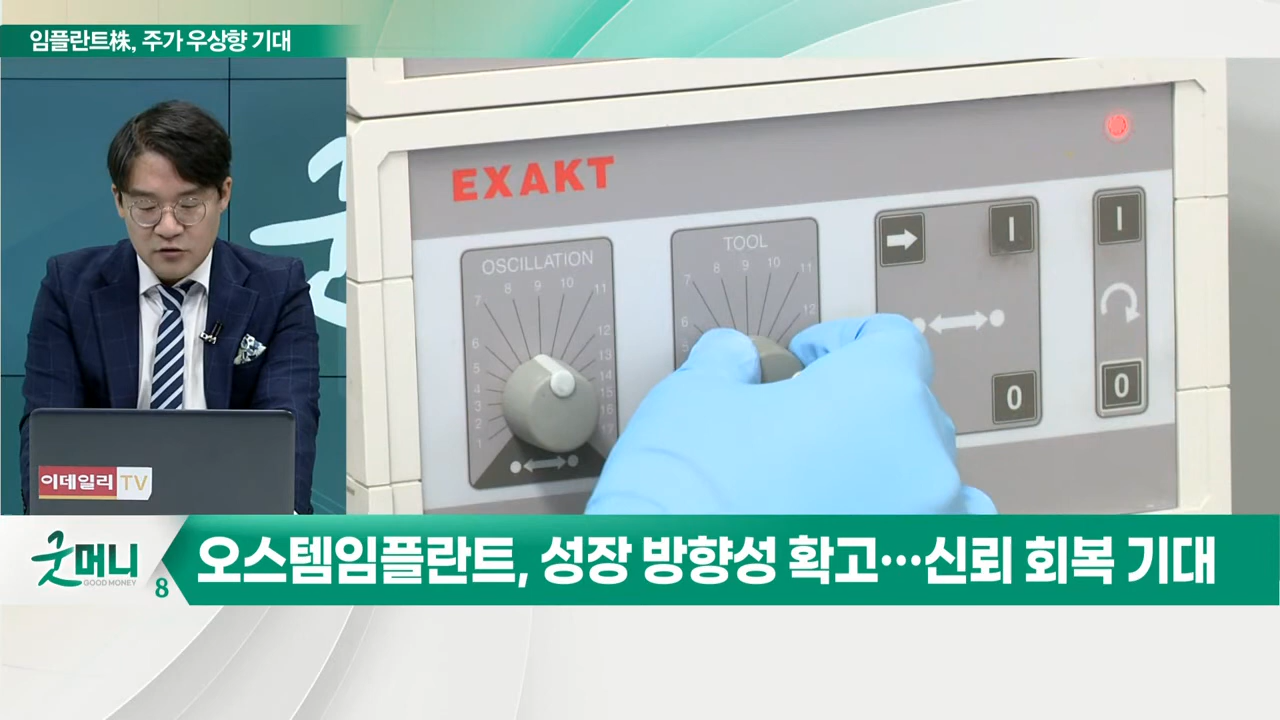 임플란트株, 주가 우상향 기대
EXAKT
OSCILLATION
7 8 9 10 11
6 12
5 13
4 14
3 15
2 16
1 17
TOOL
7 8 9 10 11
6 12
I
I
0
0
이데일리 TV
굿머니
GOOD MONEY
8
오스템임플란트, 성장 방향성 확고…신뢰 회복 기대